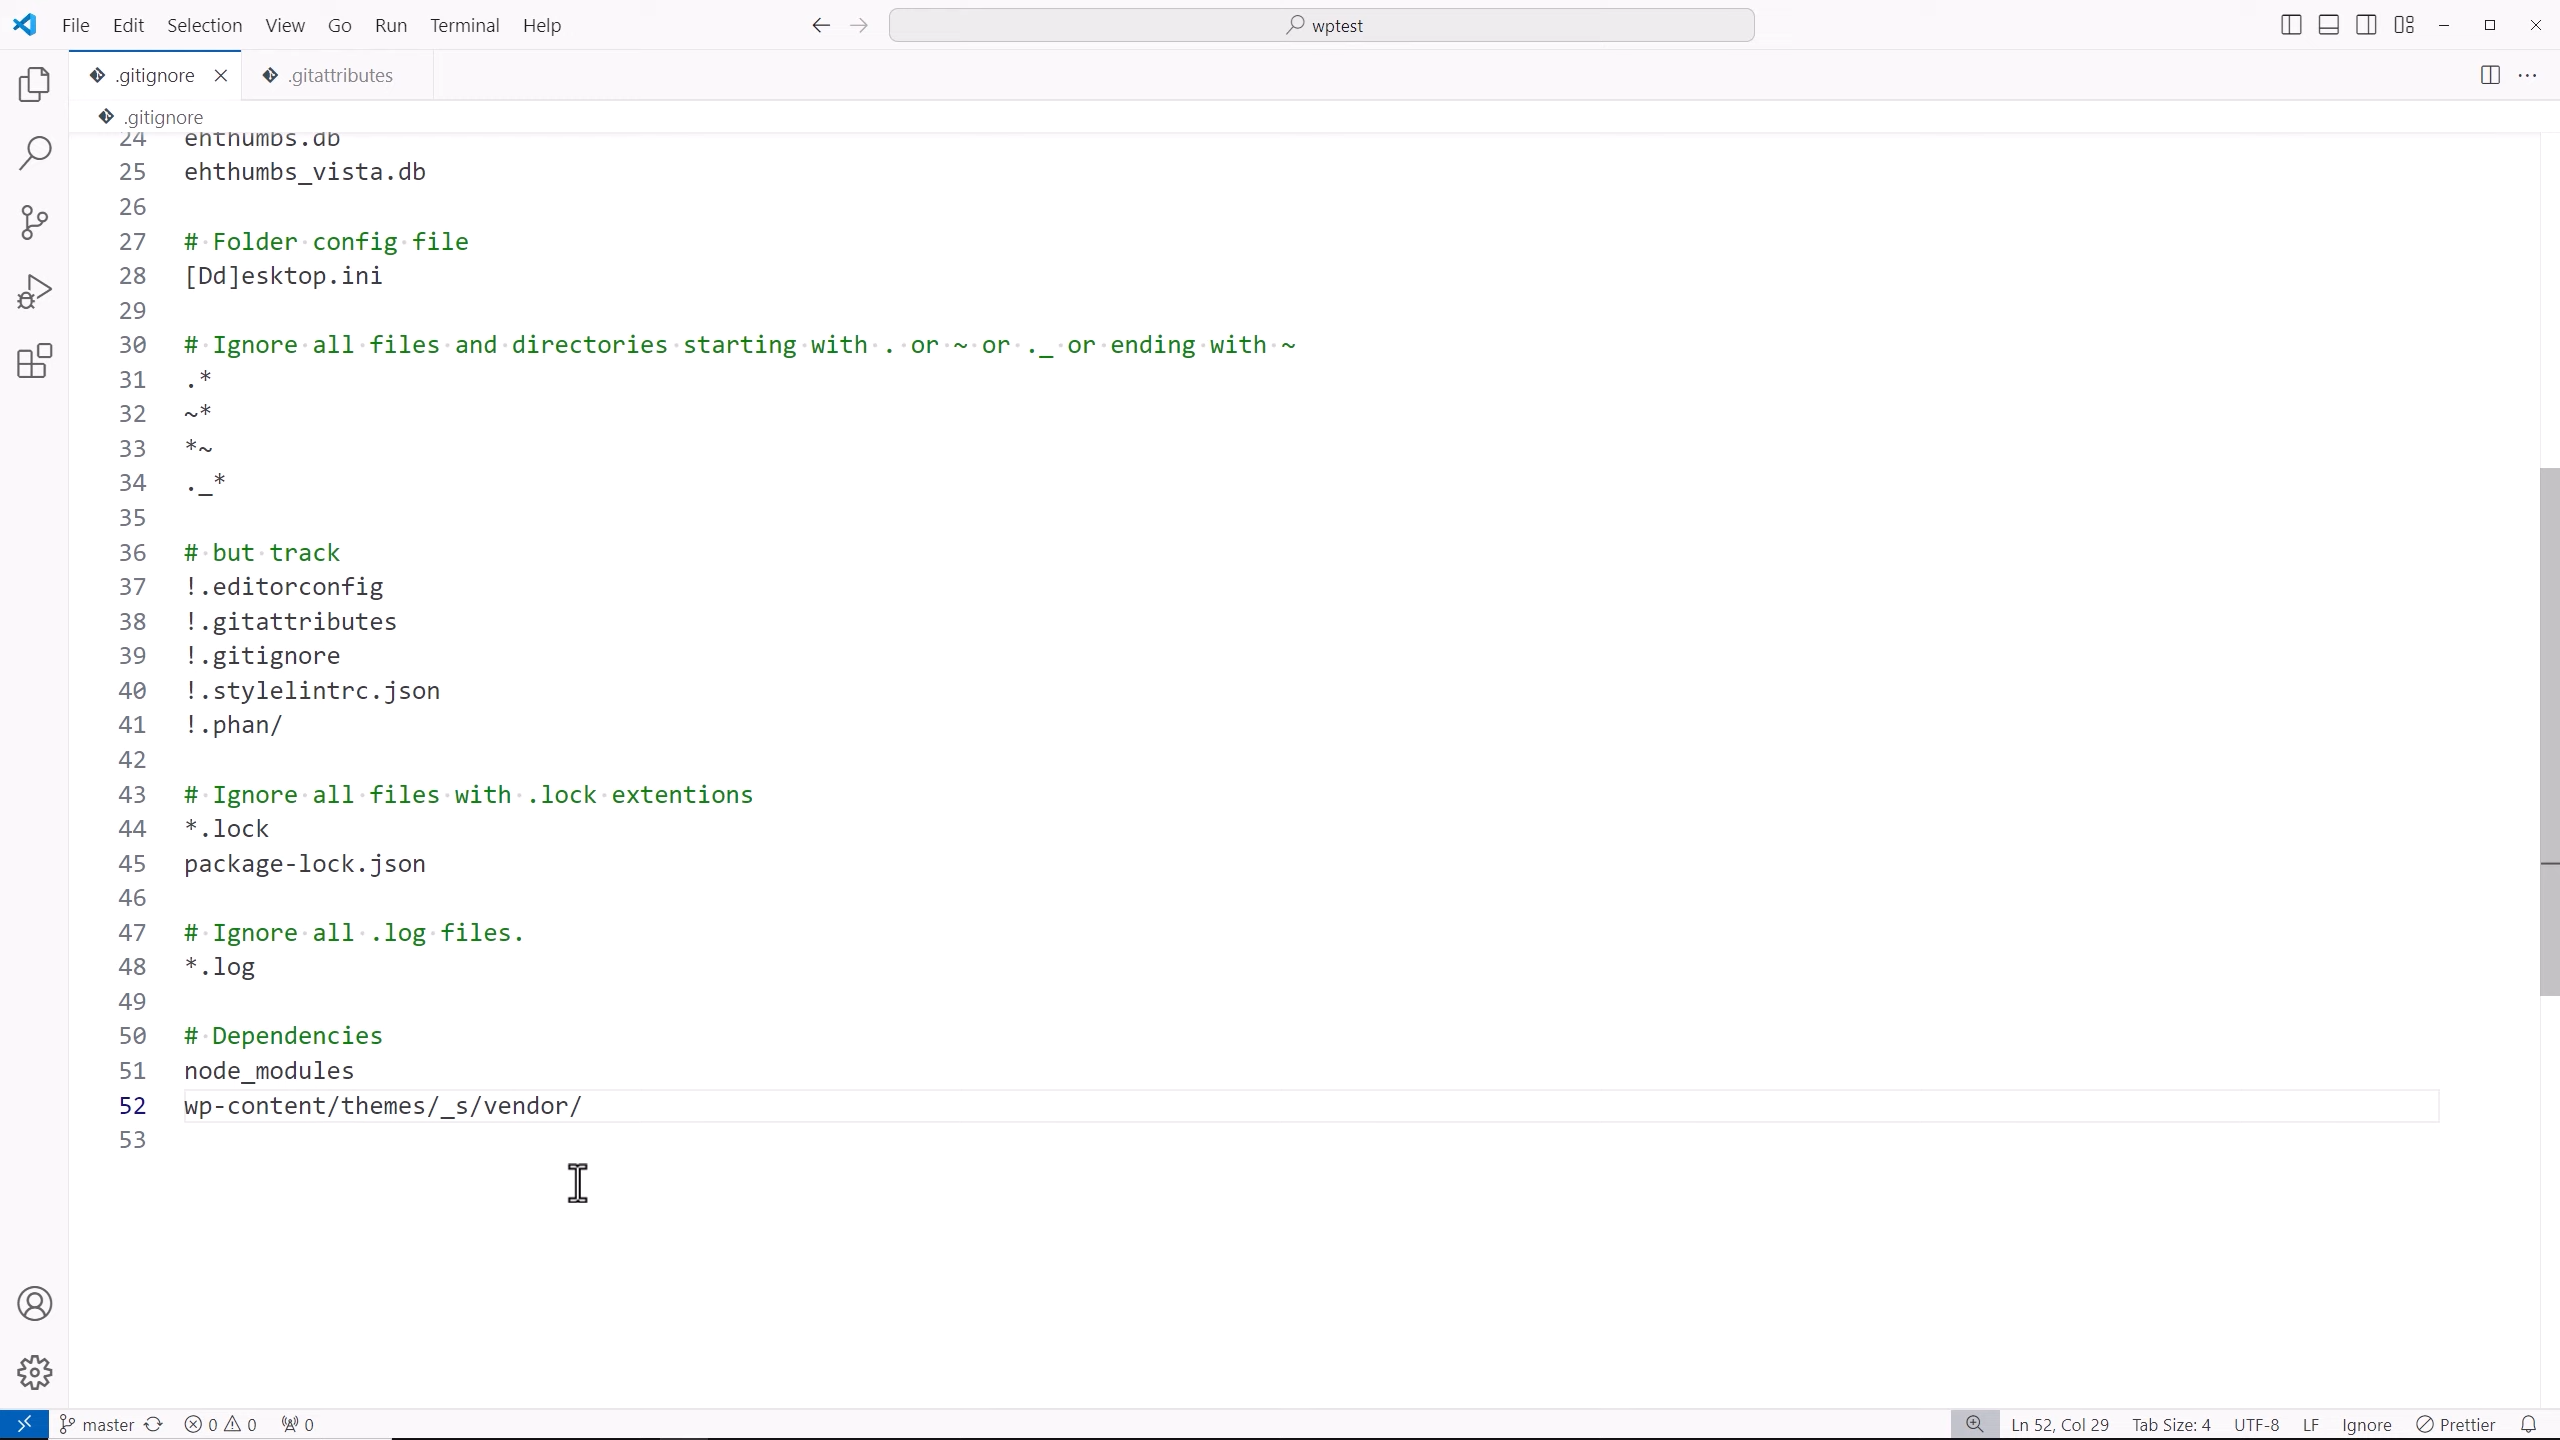 File Edit Selection View Go Run Terminal Help
wptest
.gitignore
.gitattributes
.gitignore
24 ehthumbs.db
25 ehthumbs_vista.db
26
27 # Folder config file
28 [Dd]esktop.ini
29
30 # Ignore all files and directories starting with . or ~ or ._ or ending with ~
31 .*
32 ~*
33 *~
34 ._*
35
36 # but track
37 !.editorconfig
38 !.gitattributes
39 !.gitignore
40 !.stylelintrc.json
41 !.phan/
42
43 # Ignore all files with .lock extentions
44 *.lock
45 package-lock.json
46
47 # Ignore all .log files.
48 *.log
49
50 # Dependencies
51 node_modules
52 wp-content/themes/_s/vendor/
53
master 0 0 0 Ln 52, Col 29 Tab Size: 4 UTF-8 LF Ignore Prettier